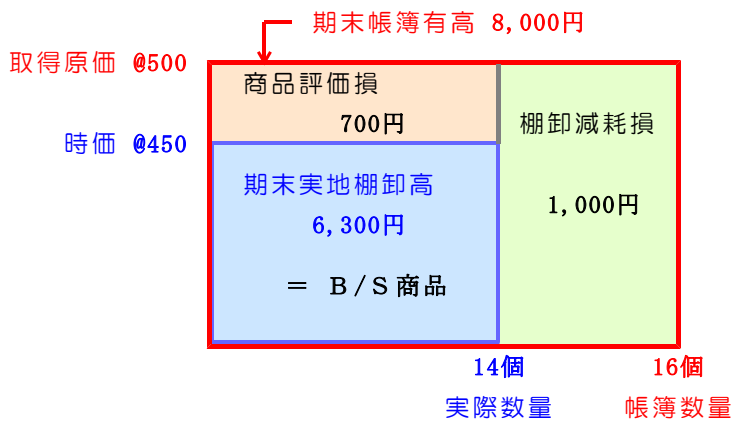 期末帳簿有高 8,000円
取得原価 @500
商品評価損
700円
棚卸減耗損
時価 @450
期末実地棚卸高
1,000円
6,300円
＝ B/S商品
14個
16個
実際数量
帳簿数量